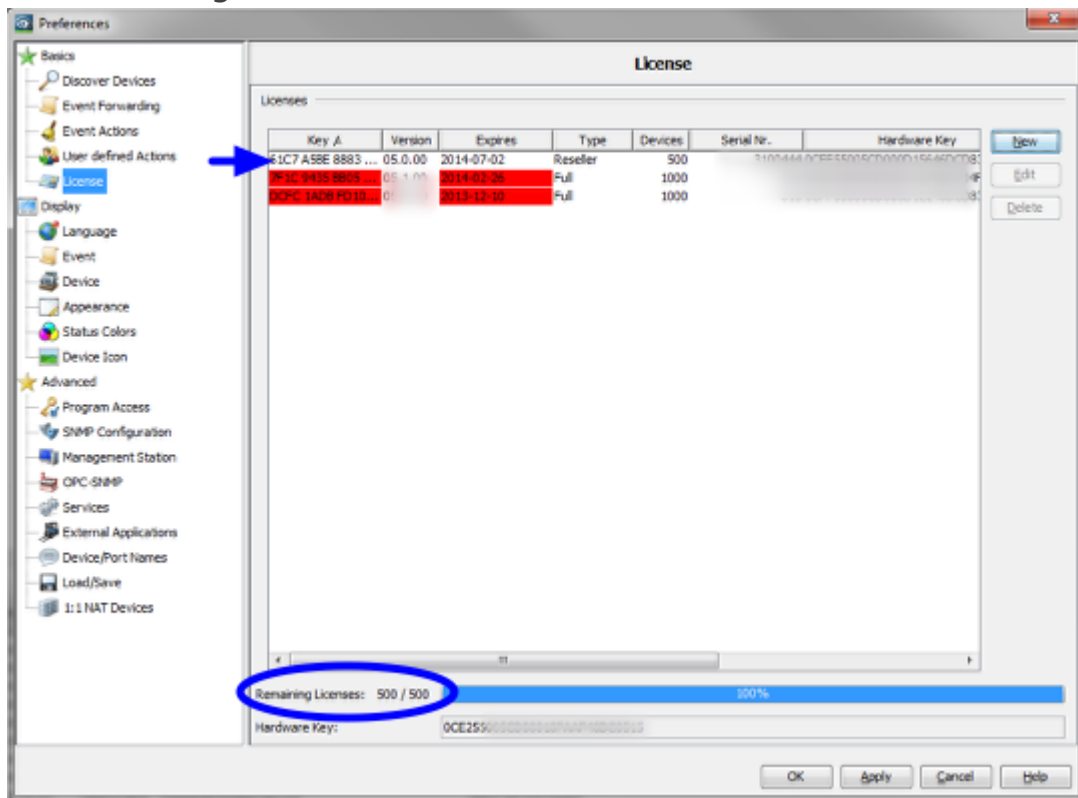 Preferences
Basics
Discover Devices
Event Forwarding
Event Actions
User defined Actions
License
Display
Language
Event
Device
Appearance
Status Colors
Device Icon
Advanced
Program Access
SNMP Configuration
Management Station
OPC-SNMP
Services
External Applications
Device/Port Names
Load/Save
1:1 NAT Devices
License
Licenses
Key Version Expires Type Devices Serial Nr. Hardware Key
61C7 A5BE 8883 ... 05.0.00 2014-07-02 Reseller 500
7F1C 9435 8B05 ... 2014-02-26 Full 1000
DCFC 1ADB FD10... 2013-12-10 Full 1000
New
Edit
Delete
Remaining Licenses: 500 / 500 100%
Hardware Key:
OK Apply Cancel Help